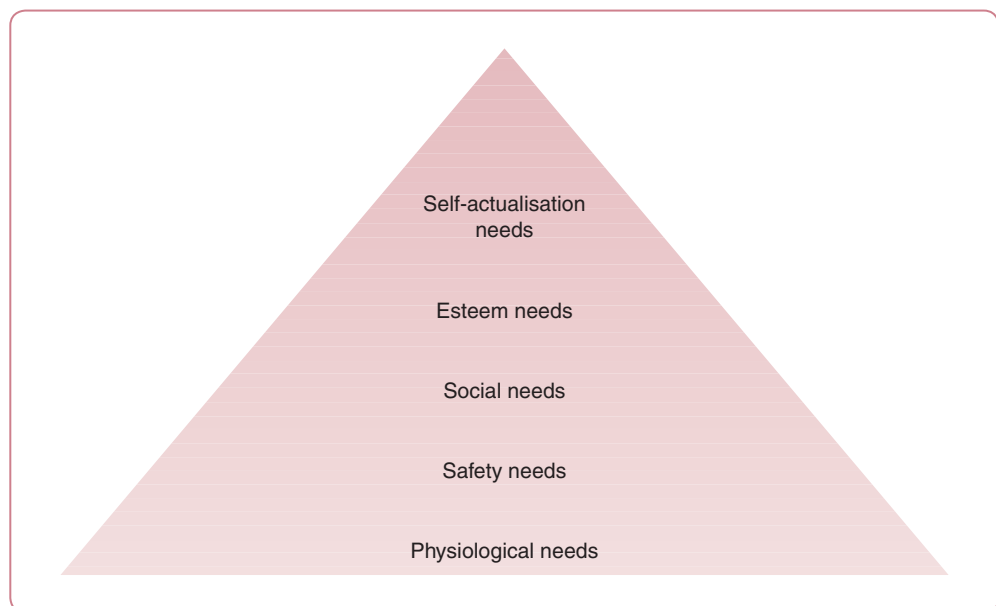 Self-actualisation
needs
Esteem needs
Social needs
Safety needs
Physiological needs